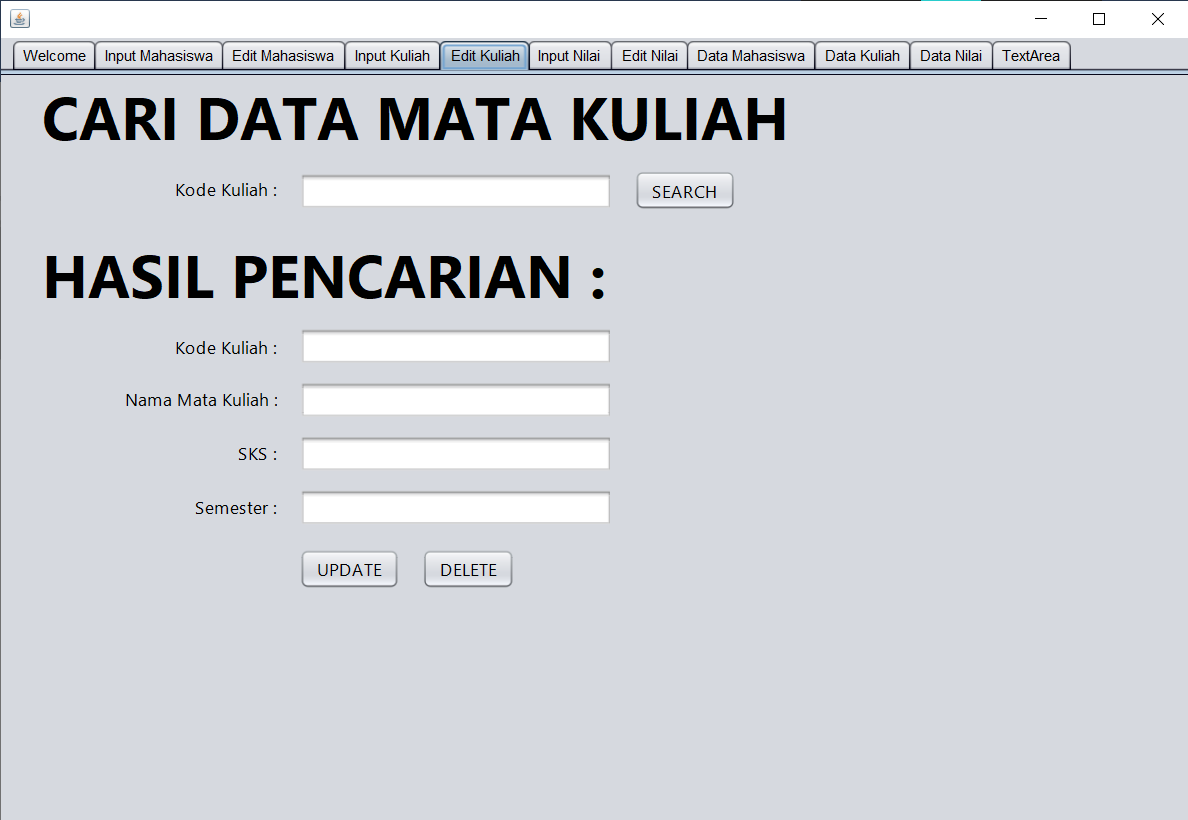 Welcome Input Mahasiswa Edit Mahasiswa Input Kuliah Edit Kuliah Input Nilai Edit Nilai Data Mahasiswa Data Kuliah Data Nilai TextArea
CARI DATA MATA KULIAH
Kode Kuliah : SEARCH
HASIL PENCARIAN :
Kode Kuliah :
Nama Mata Kuliah :
SKS :
Semester :
UPDATE DELETE